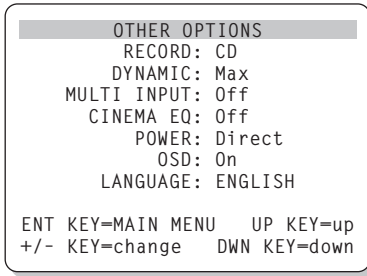 OTHER OPTIONS
RECORD: CD
DYNAMIC: Max
MULTI INPUT: Off
CINEMA EQ: Off
POWER: Direct
OSD: On
LANGUAGE: ENGLISH
ENT KEY=MAIN MENU UP KEY=up
+/- KEY=change DWN KEY=down